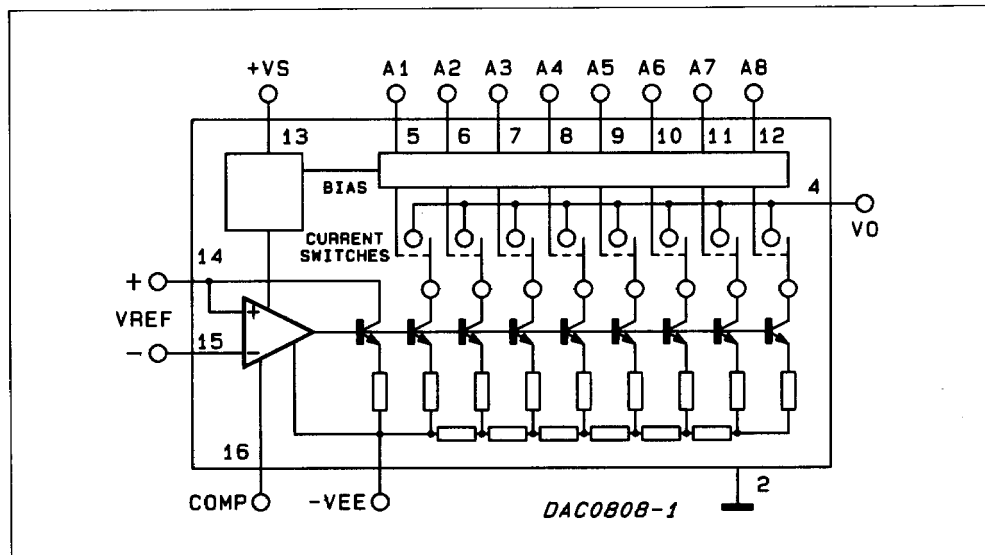 +VS A1 A2 A3 A4 A5 A6 A7 A8
13 5 6 7 8 9 10 11 12
BIAS
4
VO
CURRENT
SWITCHES
14
+
VREF
+
15
-
-
16
COMP
-VEE
2
DAC0808-1